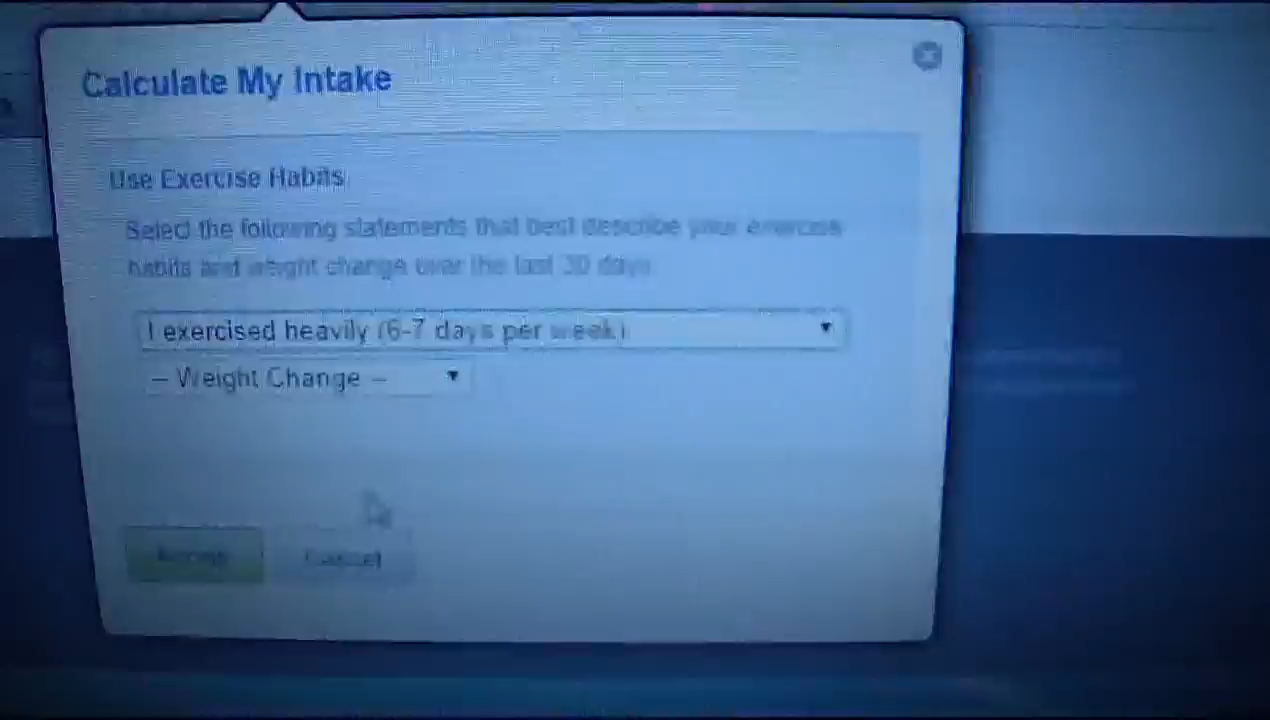 Calculate My Intake
Use Exercise Habits
Select the following statements that best describe your exercise
habits and weight change over the last 30 days
I exercised heavily (6-7 days per week)
-- Weight Change --
Cancel